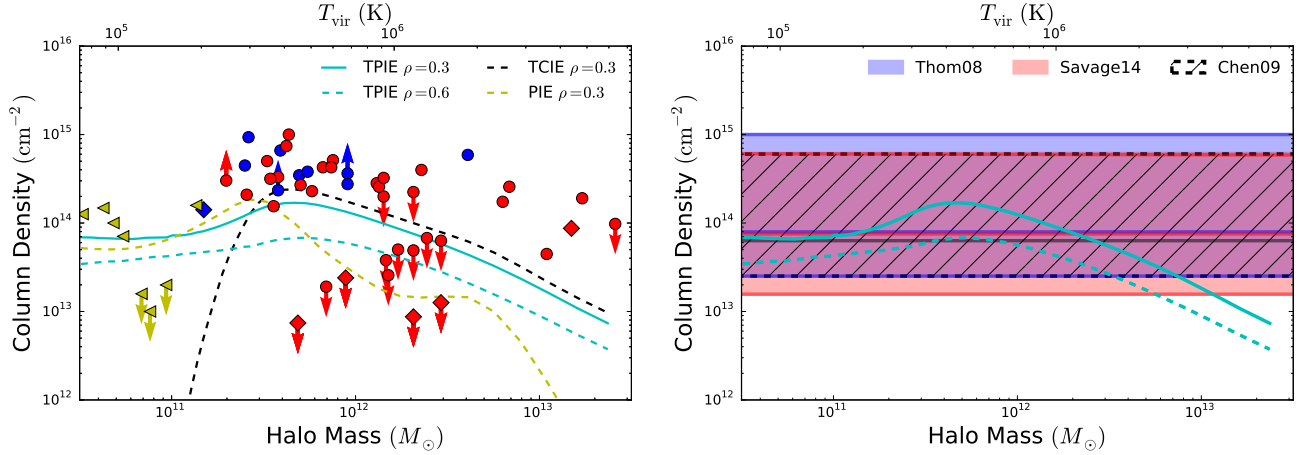 T_vir (K)
10^5 10^6
10^16
10^15
10^14
10^13
10^12
Column Density (cm^−2)
TPIE ρ=0.3
TPIE ρ=0.6
TCIE ρ=0.3
PIE ρ=0.3
10^11 10^12 10^13
Halo Mass (M_⊙)
T_vir (K)
10^5 10^6
10^16
10^15
10^14
10^13
10^12
Column Density (cm^−2)
Thom08 Savage14 Chen09
10^11 10^12 10^13
Halo Mass (M_⊙)